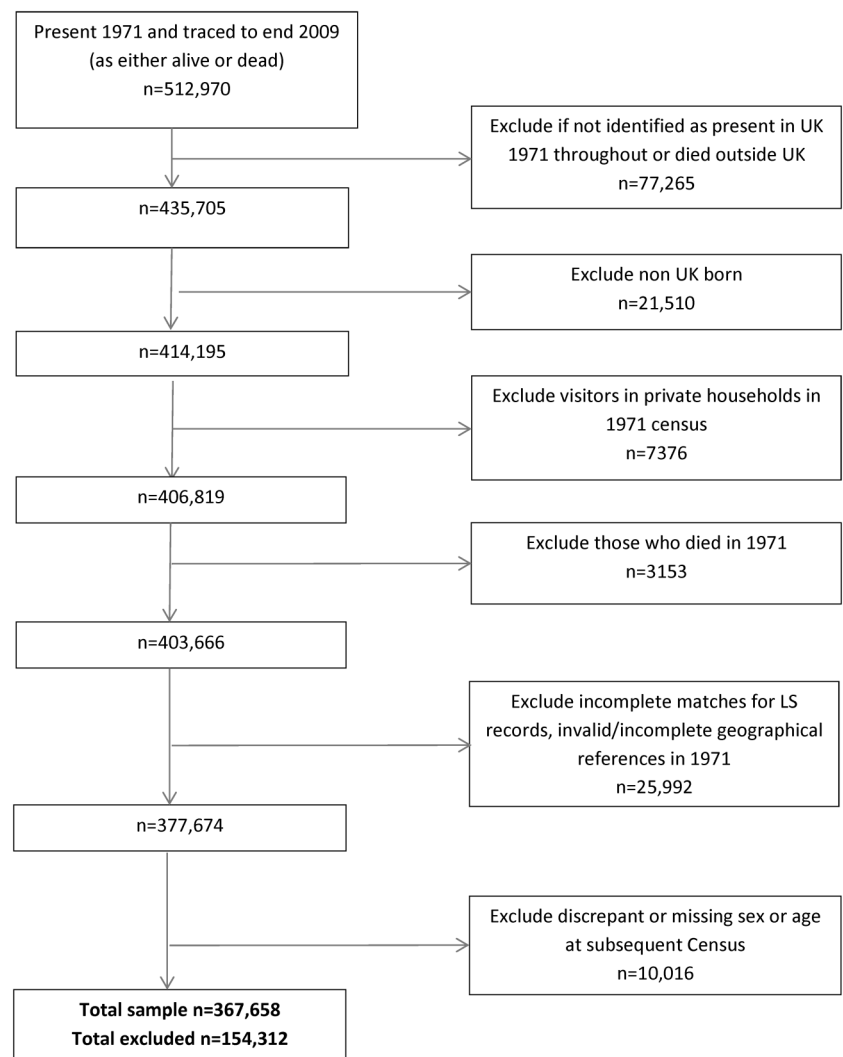 Present 1971 and traced to end 2009
(as either alive or dead)
n=512,970
Exclude if not identified as present in UK
1971 throughout or died outside UK
n=77,265
n=435,705
Exclude non UK born
n=21,510
n=414,195
Exclude visitors in private households in
1971 census
n=7376
n=406,819
Exclude those who died in 1971
n=3153
n=403,666
Exclude incomplete matches for LS
records, invalid/incomplete geographical
references in 1971
n=25,992
n=377,674
Exclude discrepant or missing sex or age
at subsequent Census
n=10,016
Total sample n=367,658
Total excluded n=154,312